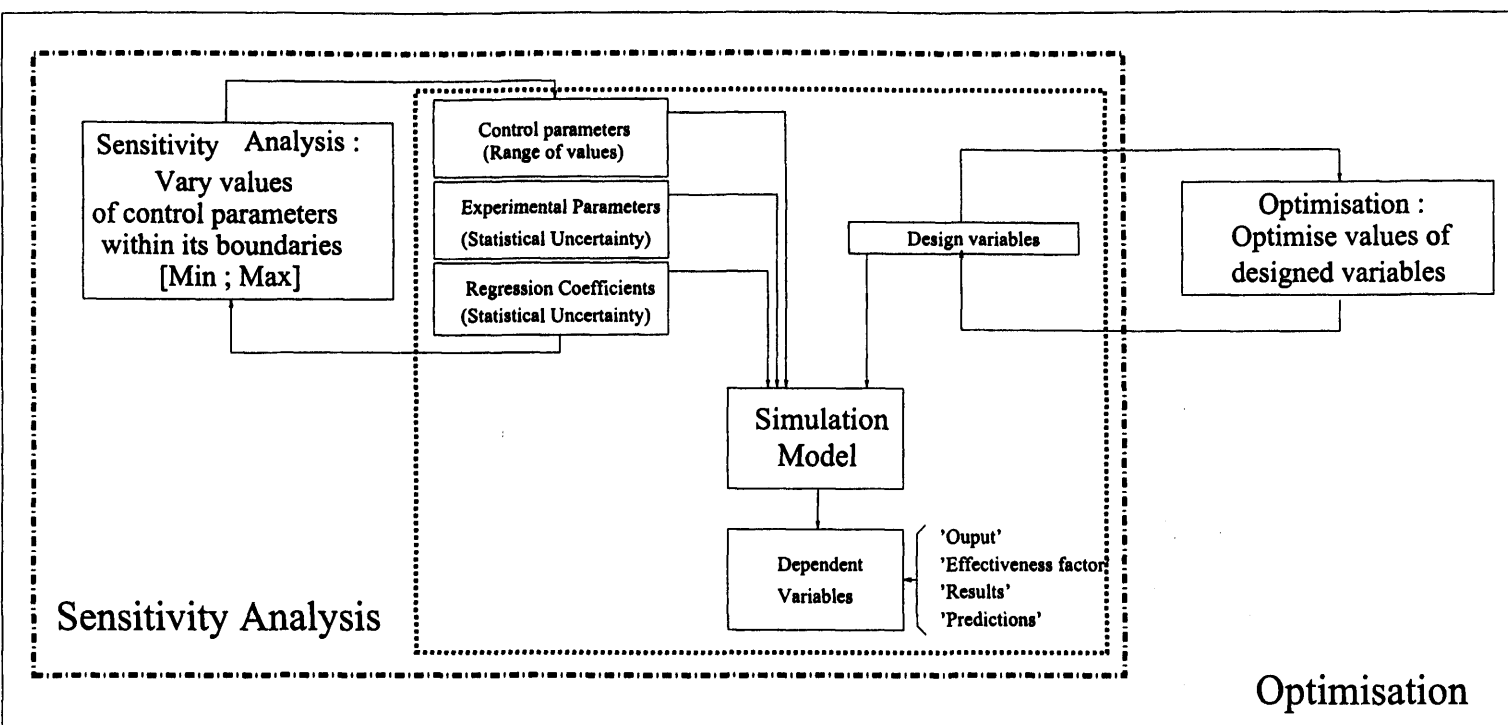 Sensitivity Analysis :
Vary values
of control parameters
within its boundaries
[Min ; Max]
Control parameters
(Range of values)
Experimental Parameters
(Statistical Uncertainty)
Regression Coefficients
(Statistical Uncertainty)
Design variables
Optimisation :
Optimise values of
designed variables
Simulation
Model
Dependent
Variables
'Ouput'
'Effectiveness factor'
'Results'
'Predictions'
Sensitivity Analysis
Optimisation